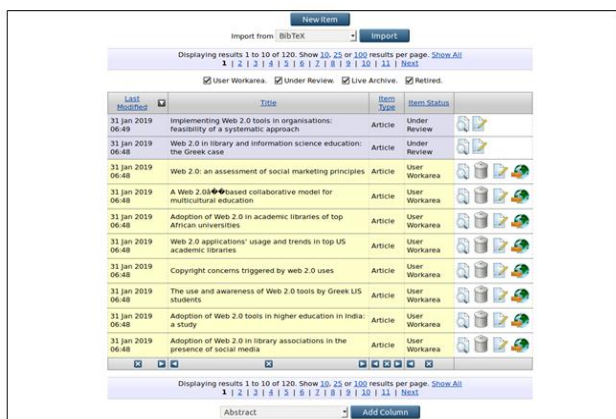 New Item
Import from BibTeX Import
Displaying results 1 to 10 of 120. Show 10, 25 or 100 results per page. Show All
1 | 2 | 3 | 4 | 5 | 6 | 7 | 8 | 9 | 10 | 11 | Next
User Workarea. Under Review. Live Archive. Retired.
Last Modified Title Item Type Item Status
31 Jan 2019 Implementing Web 2.0 tools in organisations: Article Under
06:49 feasibility of a systematic approach Review
31 Jan 2019 Web 2.0 in library and information science education: Article Under
06:48 the Greek case Review
31 Jan 2019 Web 2.0: an assessment of social marketing principles Article User
06:48 Workarea
31 Jan 2019 A Web 2.0â��based collaborative model for Article User
06:48 multicultural education Workarea
31 Jan 2019 Adoption of Web 2.0 in academic libraries of top Article User
06:48 African universities Workarea
31 Jan 2019 Web 2.0 applications' usage and trends in top US Article User
06:48 academic libraries Workarea
31 Jan 2019 Copyright concerns triggered by web 2.0 uses Article User
06:48 Workarea
31 Jan 2019 The use and awareness of Web 2.0 tools by Greek LIS Article User
06:48 students Workarea
31 Jan 2019 Adoption of Web 2.0 tools in higher education in India: Article User
06:48 a study Workarea
31 Jan 2019 Adoption of Web 2.0 in library associations in the Article User
06:48 presence of social media Workarea
Displaying results 1 to 10 of 120. Show 10, 25 or 100 results per page. Show All
1 | 2 | 3 | 4 | 5 | 6 | 7 | 8 | 9 | 10 | 11 | Next
Abstract Add Column